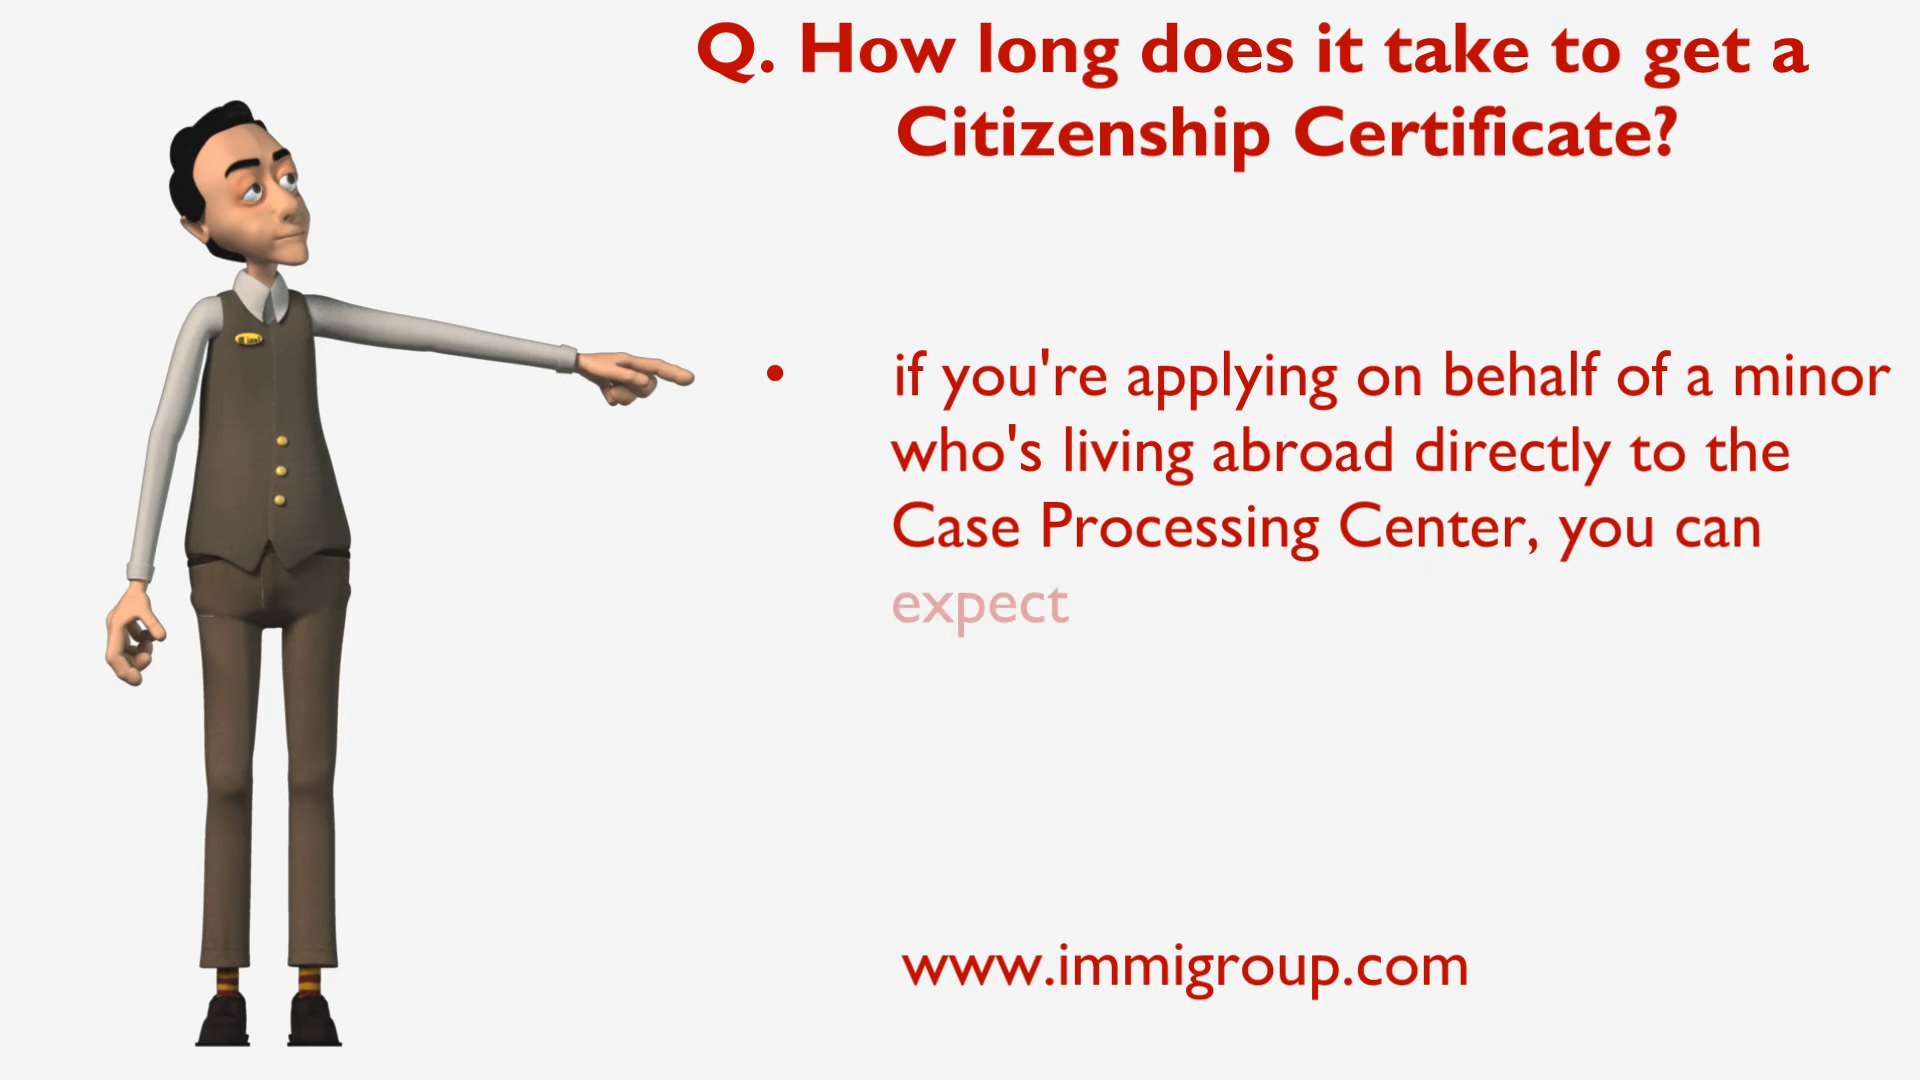 Q. How long does it take to get a
Citizenship Certificate?
• if you're applying on behalf of a minor
who's living abroad directly to the
Case Processing Center, you can
expect
www.immigroup.com